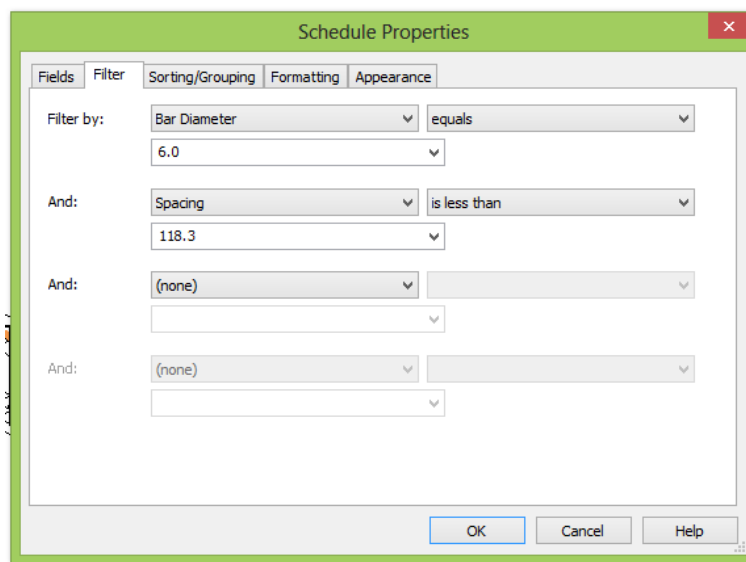 Schedule Properties
Fields Filter Sorting/Grouping Formatting Appearance
Filter by: Bar Diameter equals
6.0
And: Spacing is less than
118.3
And: (none)
And: (none)
OK Cancel Help